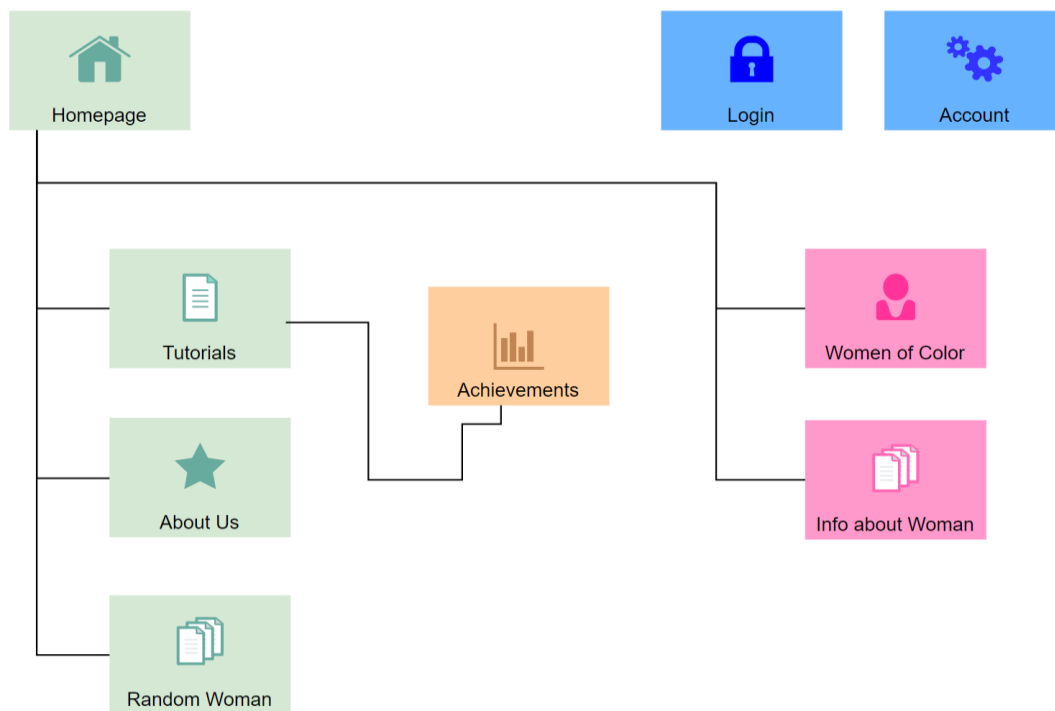 Homepage
Login
Account
Tutorials
Achievements
Women of Color
About Us
Info about Woman
Random Woman